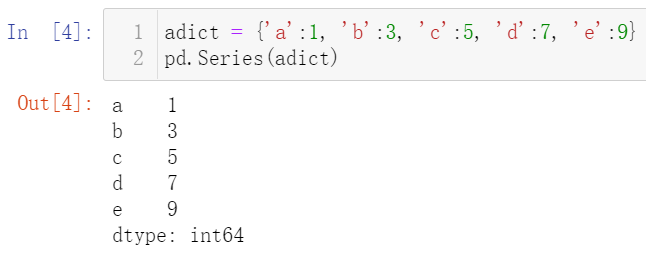 In [4]: 1 adict = {'a':1, 'b':3, 'c':5, 'd':7, 'e':9}
2 pd.Series(adict)
Out[4]: a 1
b 3
c 5
d 7
e 9
dtype: int64